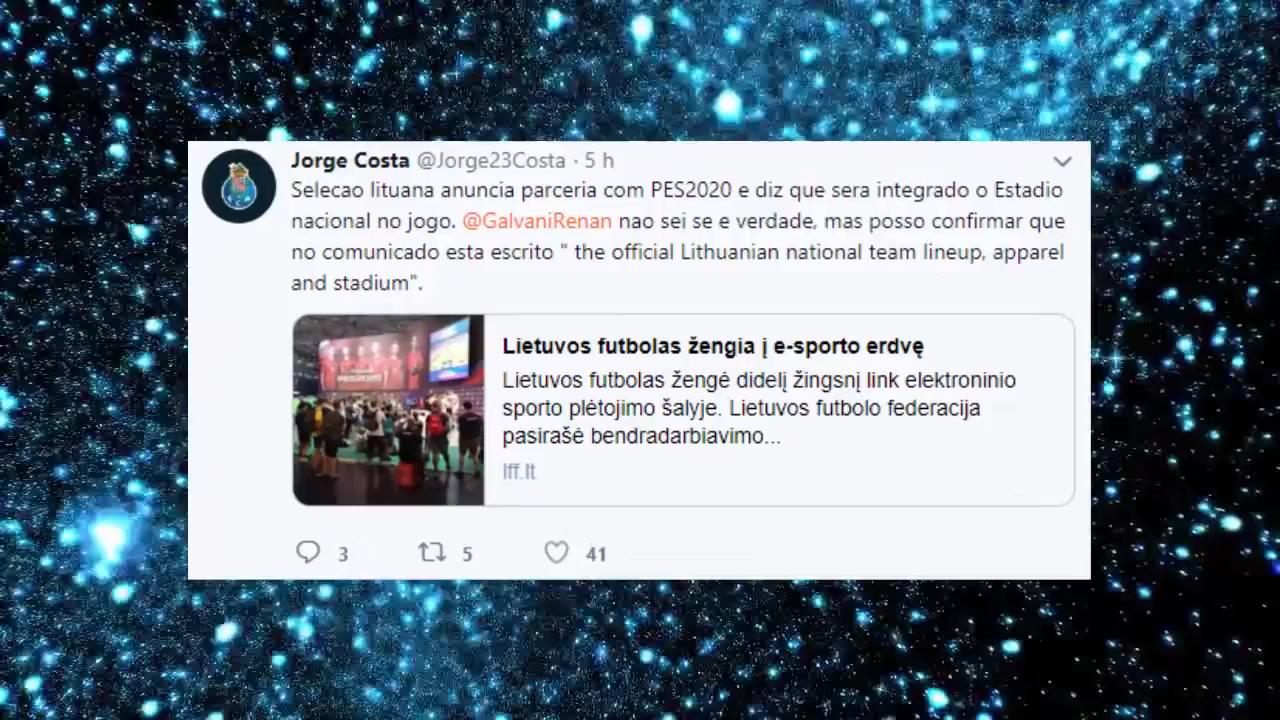 Jorge Costa @Jorge23Costa · 5 h
Selecao lituana anuncia parceria com PES2020 e diz que sera integrado o Estadio
nacional no jogo. @GalvaniRenan nao sei se e verdade, mas posso confirmar que
no comunicado esta escrito " the official Lithuanian national team lineup, apparel
and stadium".
Lietuvos futbolas žengia į e-sporto erdvę
Lietuvos futbolas žengė didelį žingsnį link elektroninio
sporto plėtojimo šalyje. Lietuvos futbolo federacija
pasirašė bendradarbiavimo...
lff.lt
3 5 41